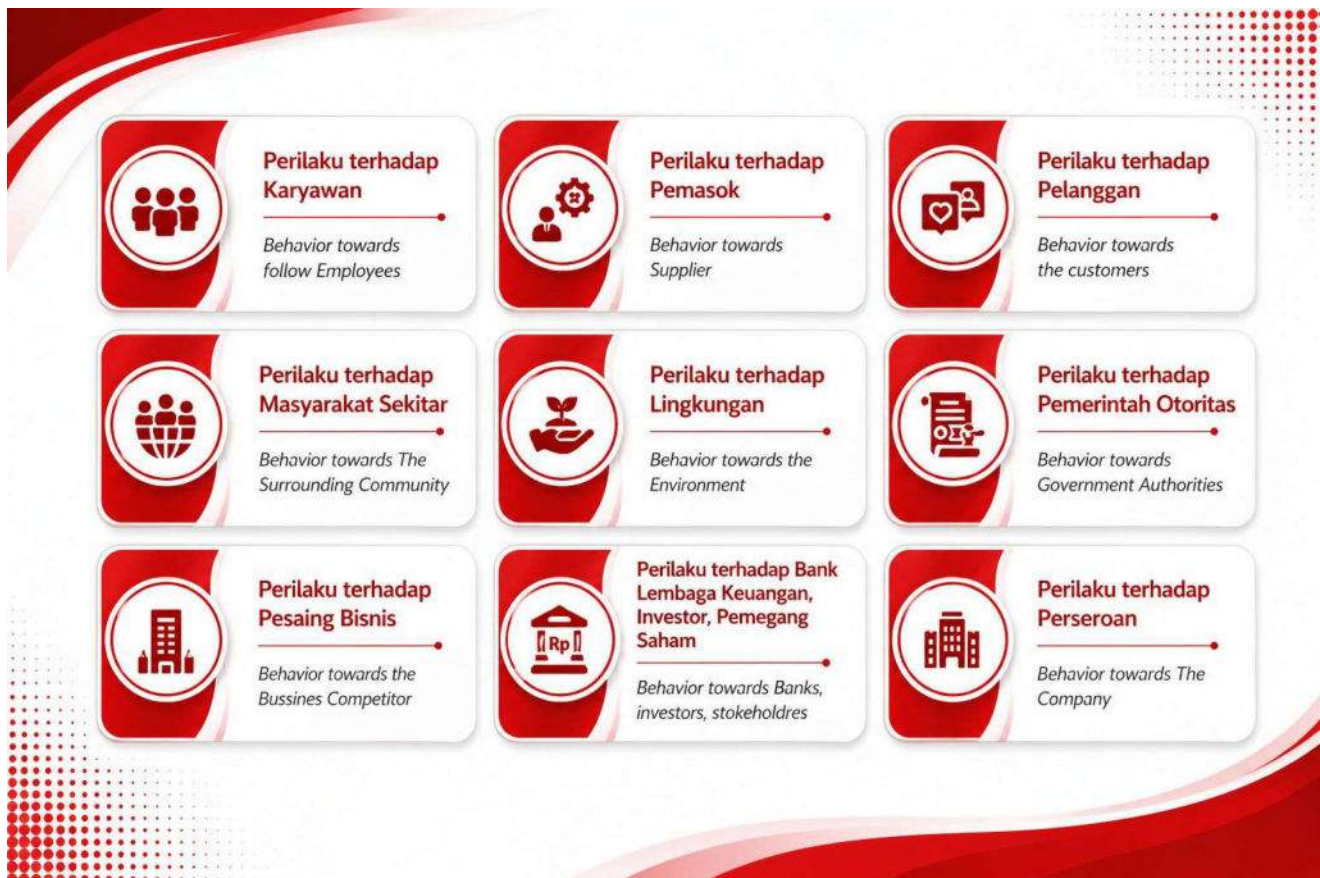 Perilaku terhadap
Karyawan
Behavior towards
follow Employees
Perilaku terhadap
Pemasok
Behavior towards
Supplier
Perilaku terhadap
Pelanggan
Behavior towards
the customers
Perilaku terhadap
Masyarakat Sekitar
Behavior towards The
Surrounding Community
Perilaku terhadap
Lingkungan
Behavior towards the
Environment
Perilaku terhadap
Pemerintah Otoritas
Behavior towards
Government Authorities
Perilaku terhadap
Pesaing Bisnis
Behavior towards the
Bussines Competitor
Rp
Perilaku terhadap Bank
Lembaga Keuangan,
Investor, Pemegang
Saham
Behavior towards Banks,
investors, stokeholdres
Perilaku terhadap
Perseroan
Behavior towards The
Company